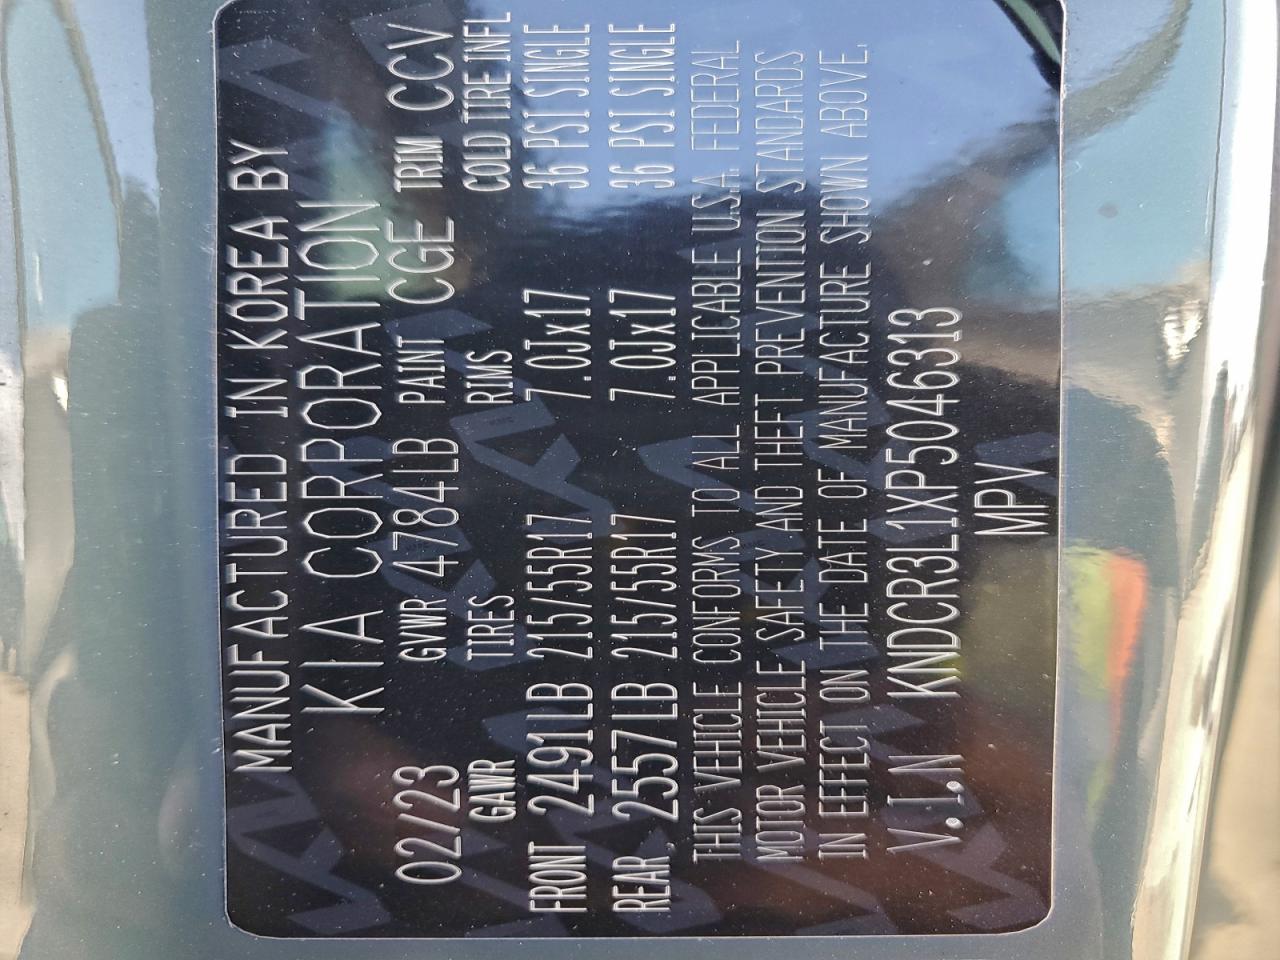 MANUFACTURED IN KOREA BY
KIA CORPORATION
02/23 GVWR 4784LB PAINT CGE TRIM CCV
GAWR TIRES RIMS COLD TIRE INFL
FRONT 2491LB 215/55R17 7.0Jx17 36 PSI SINGLE
REAR 2557LB 215/55R17 7.0Jx17 36 PSI SINGLE
THIS VEHICLE CONFORMS TO ALL APPLICABLE U.S.A. FEDERAL
MOTOR VEHICLE SAFETY AND THEFT PREVENTION STANDARDS
IN EFFECT ON THE DATE OF MANUFACTURE SHOWN ABOVE.
V.I.N KNDCR3L1XP5046313
MPV